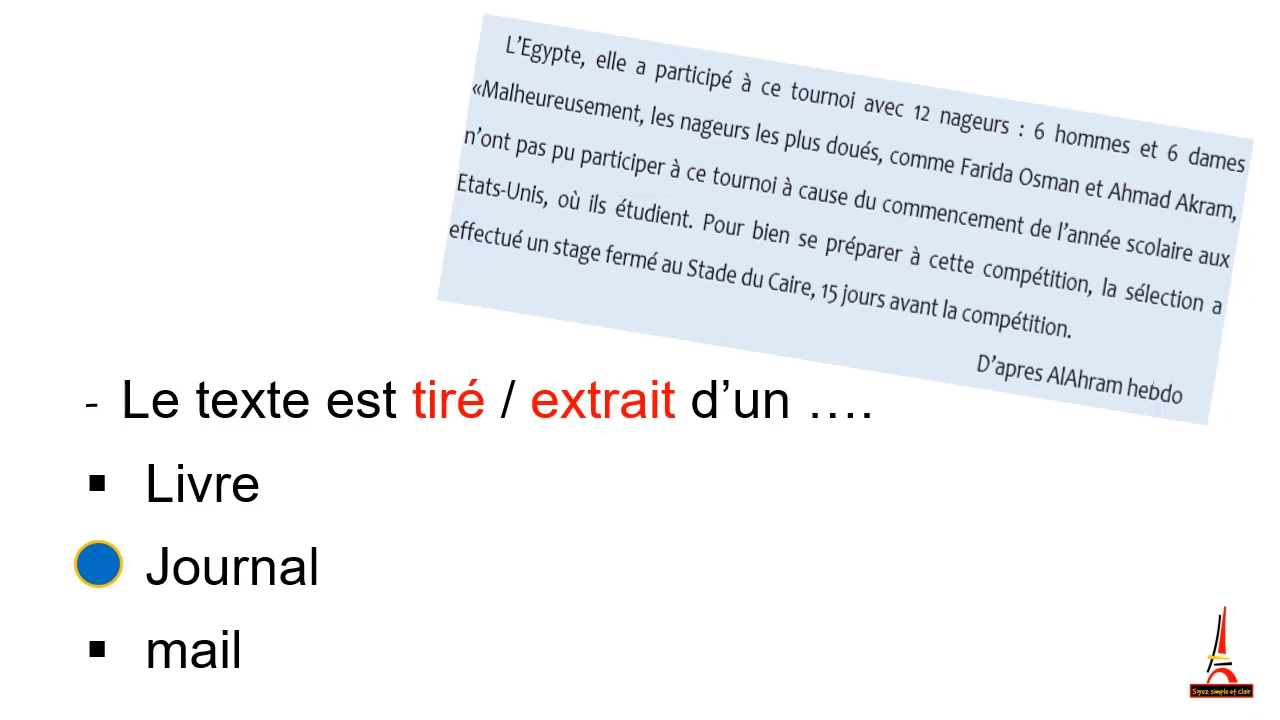 L'Egypte, elle a participé à ce tournoi avec 12 nageurs : 6 hommes et 6 dames
«Malheureusement, les nageurs les plus doués, comme Farida Osman et Ahmad Akram,
n'ont pas pu participer à ce tournoi à cause du commencement de l'année scolaire aux
Etats-Unis, où ils étudient. Pour bien se préparer à cette compétition, la sélection a
effectué un stage fermé au Stade du Caire, 15 jours avant la compétition.
D'apres AlAhram hebdo
- Le texte est tiré / extrait d'un ….
▪ Livre
Journal
▪ mail
Soyez simple et clair